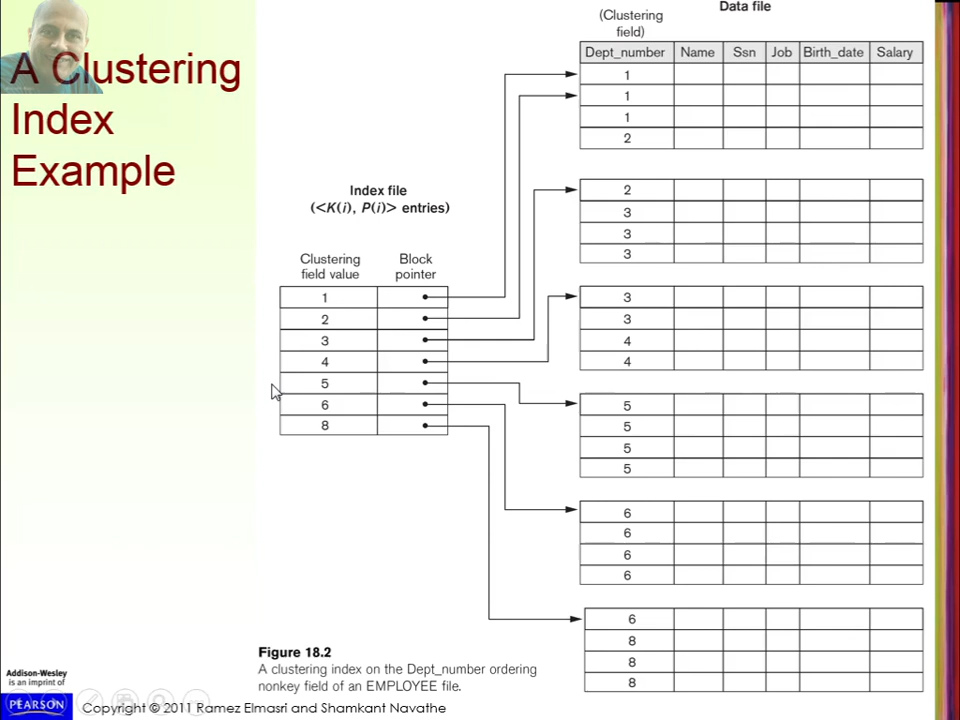 A Clustering
Index
Example
Data file
(Clustering
field)
Dept_number Name Ssn Job Birth_date Salary
1
1
1
2
2
3
3
3
3
3
4
4
5
5
5
5
6
6
6
6
6
8
8
8
Index file
(<K(i), P(i)> entries)
Clustering
field value
Block
pointer
1
2
3
4
5
6
8
Figure 18.2
A clustering index on the Dept_number ordering
nonkey field of an EMPLOYEE file.
Addison-Wesley
is an imprint of
PEARSON
Copyright © 2011 Ramez Elmasri and Shamkant Navathe